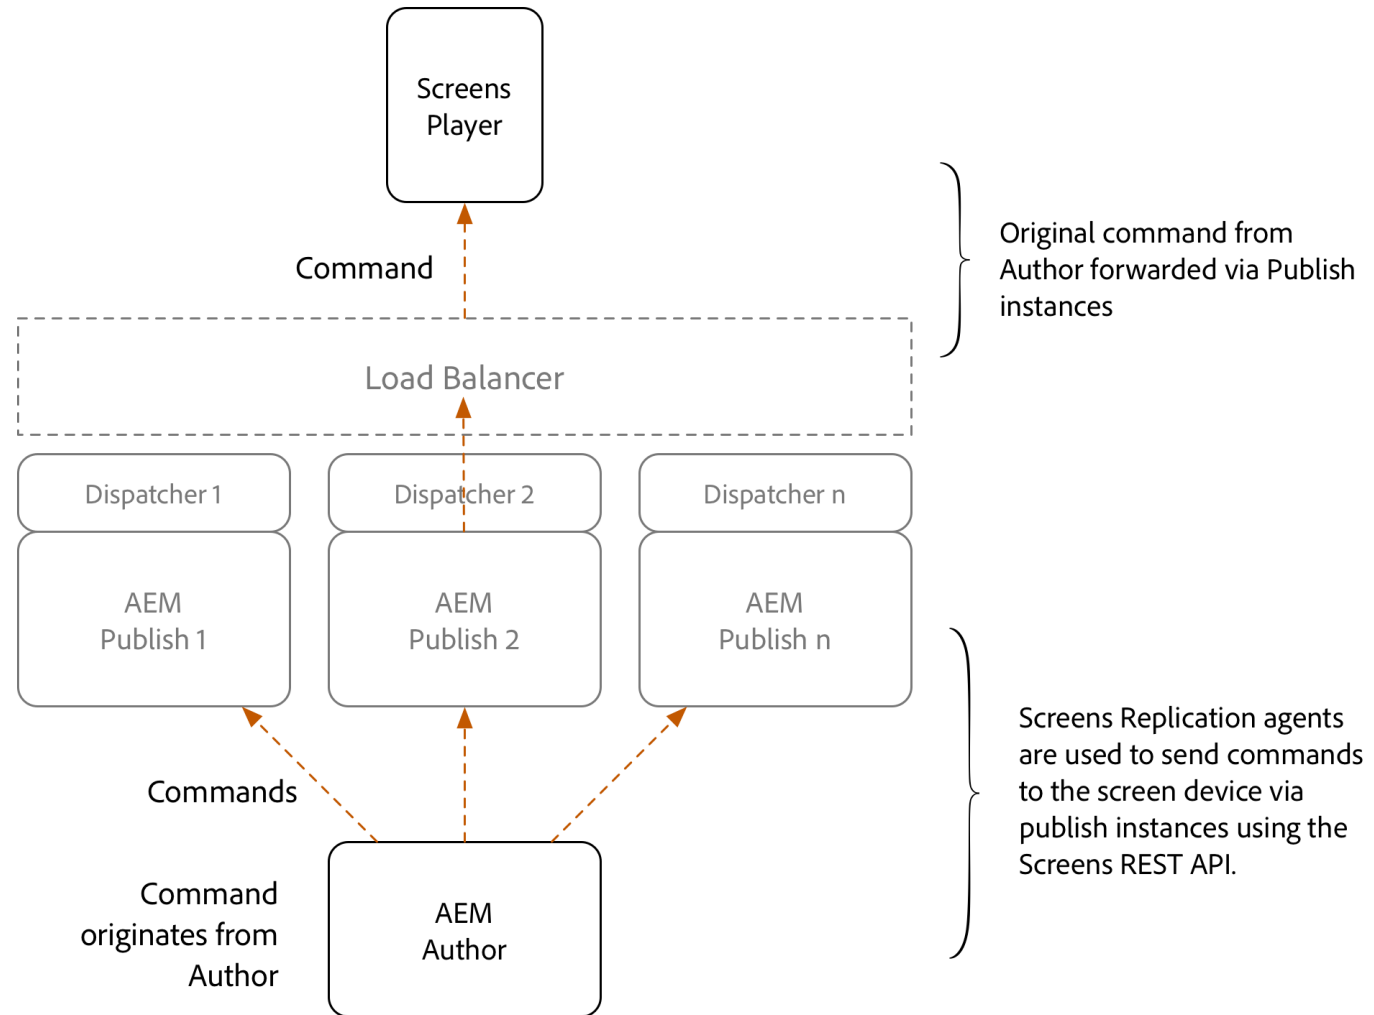 Screens
Player
Command
Original command from
Author forwarded via Publish
instances
Load Balancer
Dispatcher 1
Dispatcher 2
Dispatcher n
AEM
Publish 1
AEM
Publish 2
AEM
Publish n
Commands
Screens Replication agents
are used to send commands
to the screen device via
publish instances using the
Screens REST API.
Command
originates from
Author
AEM
Author